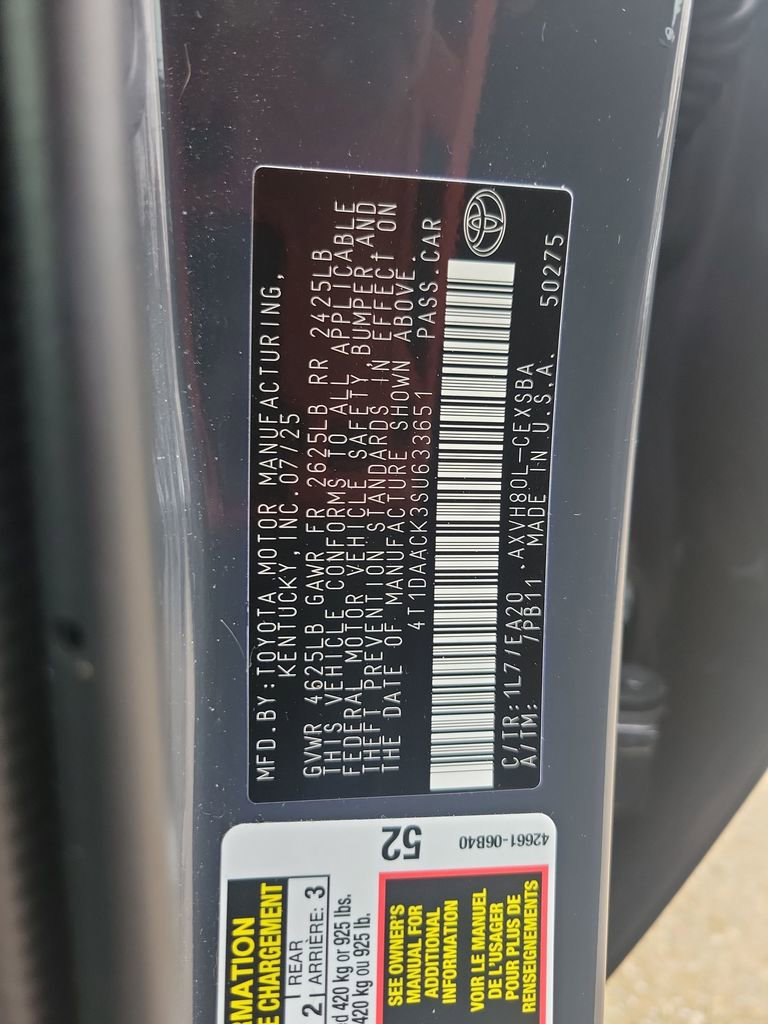 MFD.BY:TOYOTA MOTOR MANUFACTURING,
KENTUCKY,INC.07/25
GVWR 4625LB GAWR FR 2625LB RR 2425LB
THIS VEHICLE CONFORMS TO ALL APPLICABLE
FEDERAL MOTOR VEHICLE SAFETY, BUMPER AND
THEFT PREVENTION STANDARDS IN EFFECT ON
THE DATE OF MANUFACTURE SHOWN ABOVE.
4T1DAACK3SU633651 PASS.CAR
C/TR:1L7/EA20 AXVH80L-CEXSBA
A/TM: 7PB11 MADE IN U.S.A. 50275
52
42661-06B40
2 REAR
ARRIÈRE: 3
420 kg or 925 lbs.
420 kg ou 925 lb.
SEE OWNER'S
MANUAL FOR
ADDITIONAL
INFORMATION
VOIR LE MANUEL
DE L'USAGER
POUR PLUS DE
RENSEIGNEMENTS